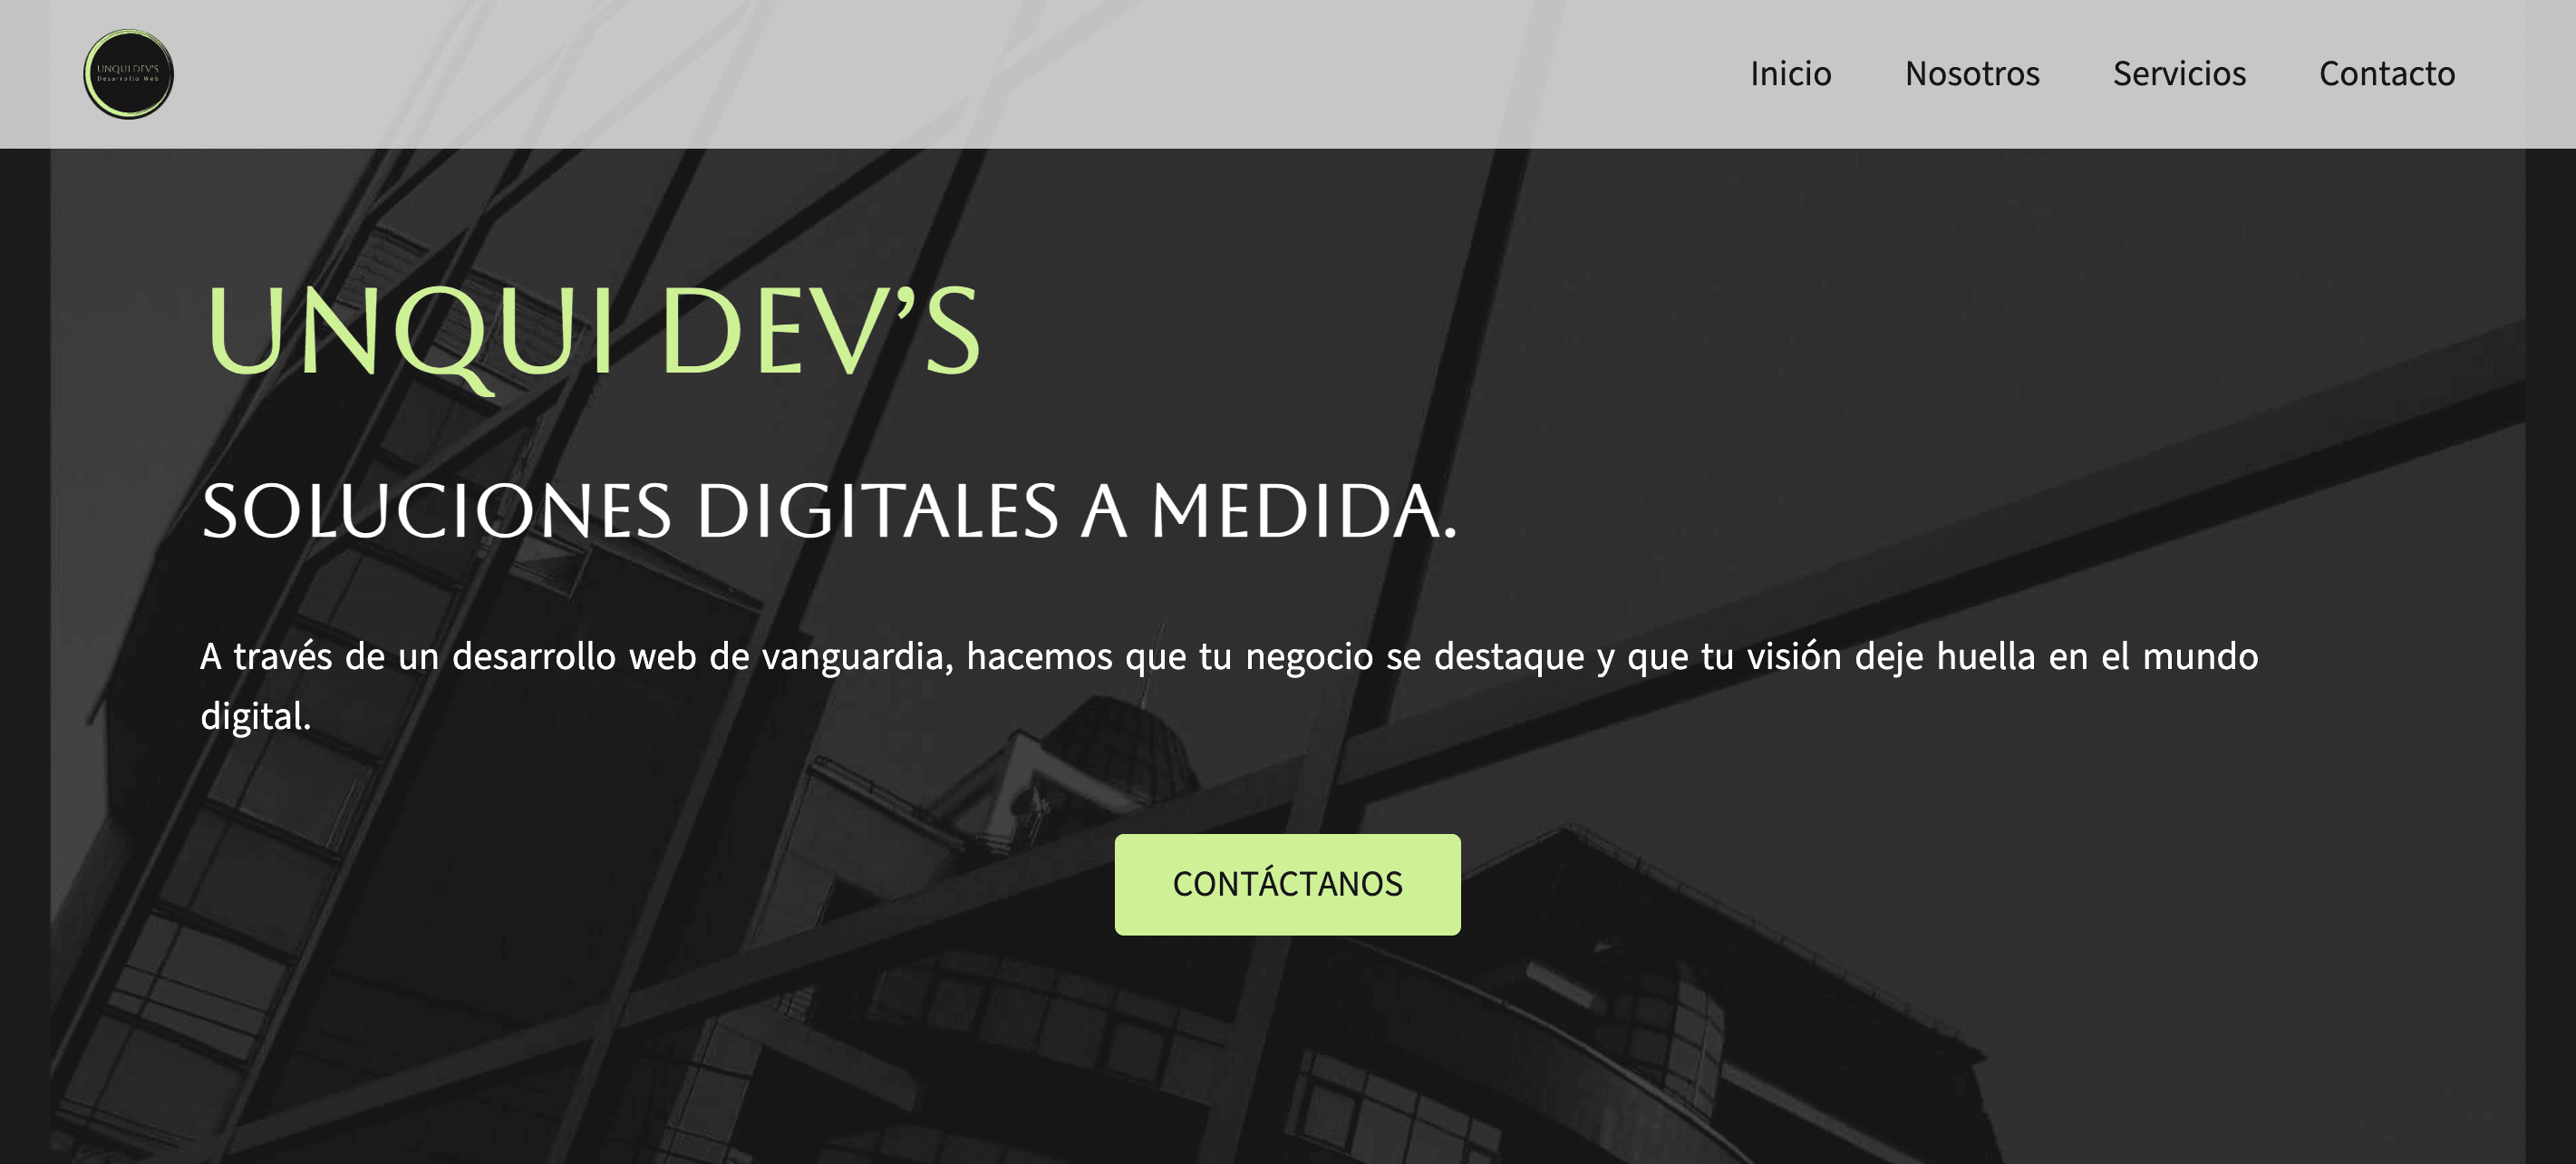 UNQUI DEV'S
Desarrollo Web
Inicio Nosotros Servicios Contacto
UNQUI DEV’S
SOLUCIONES DIGITALES A MEDIDA.
A través de un desarrollo web de vanguardia, hacemos que tu negocio se destaque y que tu visión deje huella en el mundo
digital.
CONTÁCTANOS